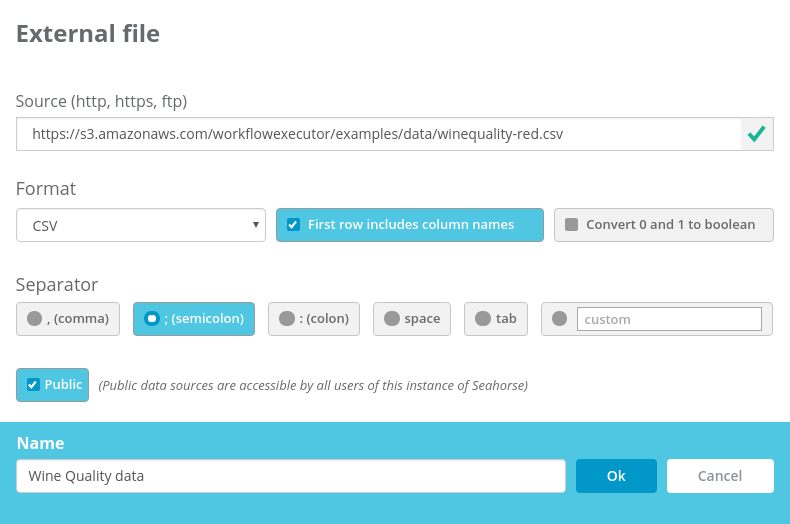 External file
Source (http, https, ftp)
https://s3.amazonaws.com/workflowexecutor/examples/data/winequality-red.csv
Format
CSV First row includes column names Convert 0 and 1 to boolean
Separator
, (comma) ; (semicolon) : (colon) space tab custom
Public (Public data sources are accessible by all users of this instance of Seahorse)
Name
Wine Quality data Ok Cancel